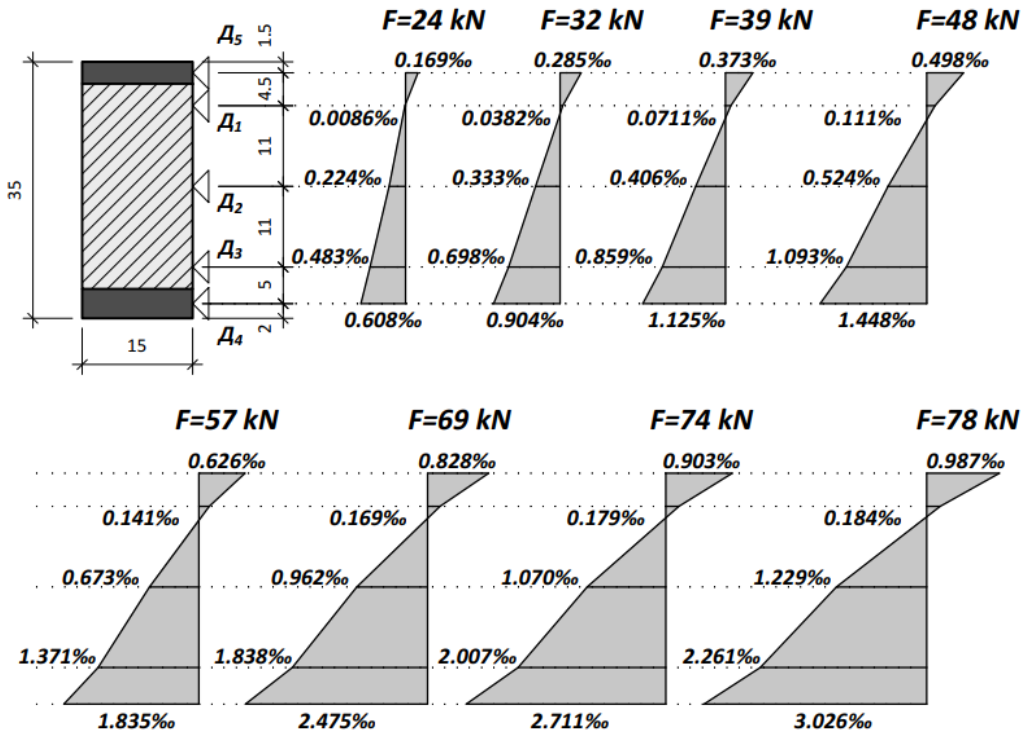 F=24 kN F=32 kN F=39 kN F=48 kN
Д5 1.5
0.169‰ 0.285‰ 0.373‰ 0.498‰
4.5
Д1 0.0086‰ 0.0382‰ 0.0711‰ 0.111‰
11
35
Д2 0.224‰ 0.333‰ 0.406‰ 0.524‰
11
Д3 0.483‰ 0.698‰ 0.859‰ 1.093‰
5
Д4 2 0.608‰ 0.904‰ 1.125‰ 1.448‰
15
F=57 kN F=69 kN F=74 kN F=78 kN
0.626‰ 0.828‰ 0.903‰ 0.987‰
0.141‰ 0.169‰ 0.179‰ 0.184‰
0.673‰ 0.962‰ 1.070‰ 1.229‰
1.371‰ 1.838‰ 2.007‰ 2.261‰
1.835‰ 2.475‰ 2.711‰ 3.026‰